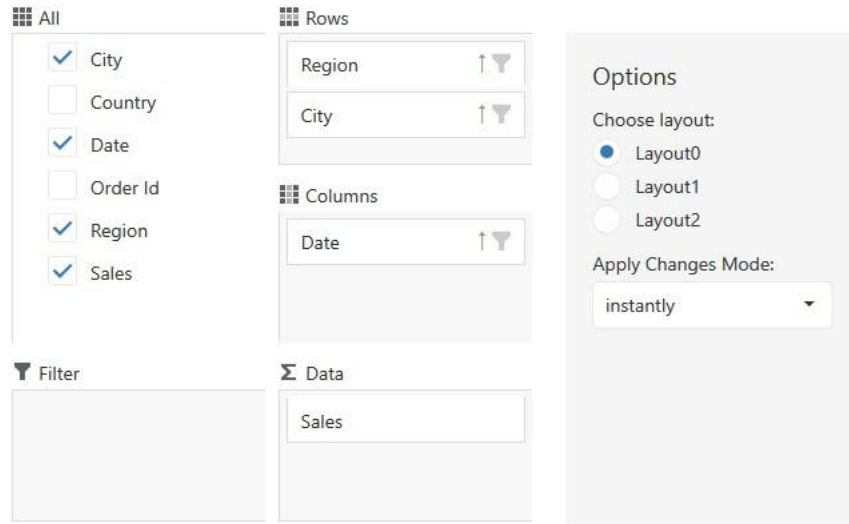 All
City
Country
Date
Order Id
Region
Sales
Rows
Region
City
Columns
Date
Filter
Σ Data
Sales
Options
Choose layout:
Layout0
Layout1
Layout2
Apply Changes Mode:
instantly